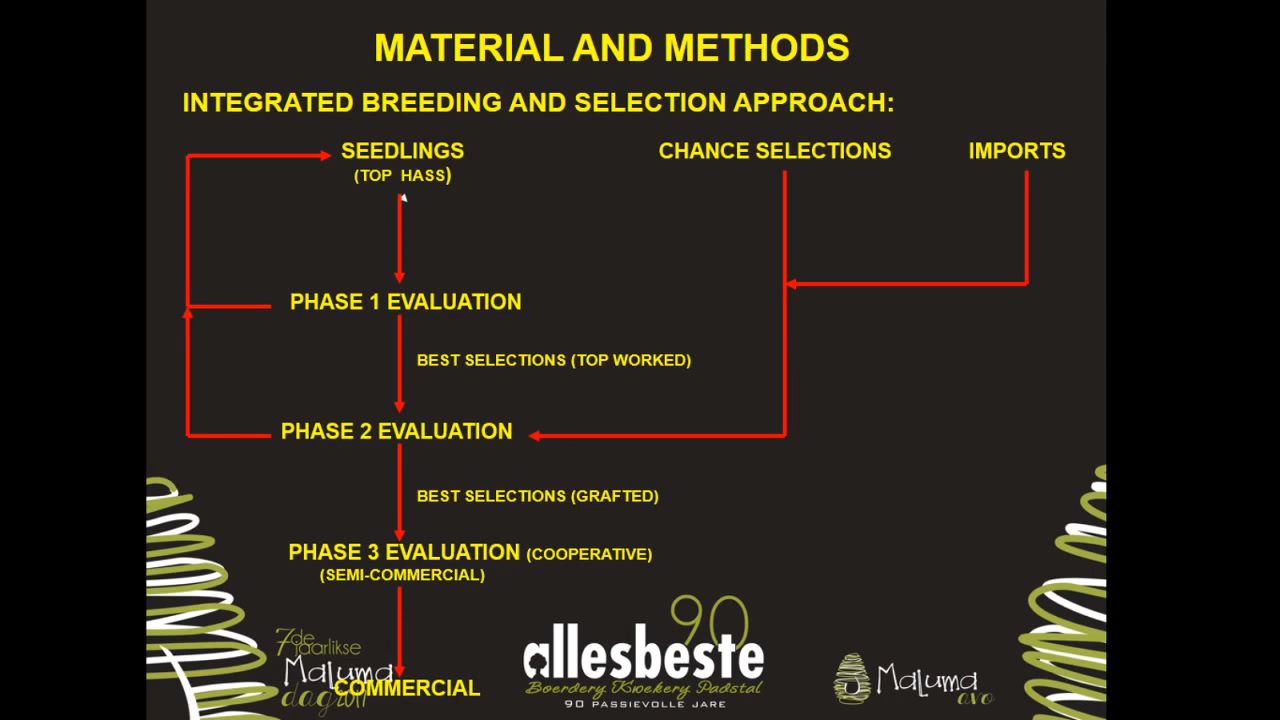 MATERIAL AND METHODS
INTEGRATED BREEDING AND SELECTION APPROACH:
SEEDLINGS
(TOP HASS)
CHANCE SELECTIONS
IMPORTS
PHASE 1 EVALUATION
BEST SELECTIONS (TOP WORKED)
PHASE 2 EVALUATION
BEST SELECTIONS (GRAFTED)
PHASE 3 EVALUATION (COOPERATIVE)
(SEMI-COMMERCIAL)
COMMERCIAL
7de
jaarlikse
Maluma
dag 2017
90
allesbeste
Boerdery Kwekery Padstal
90 PASSIEVOLLE JARE
Maluma
avo